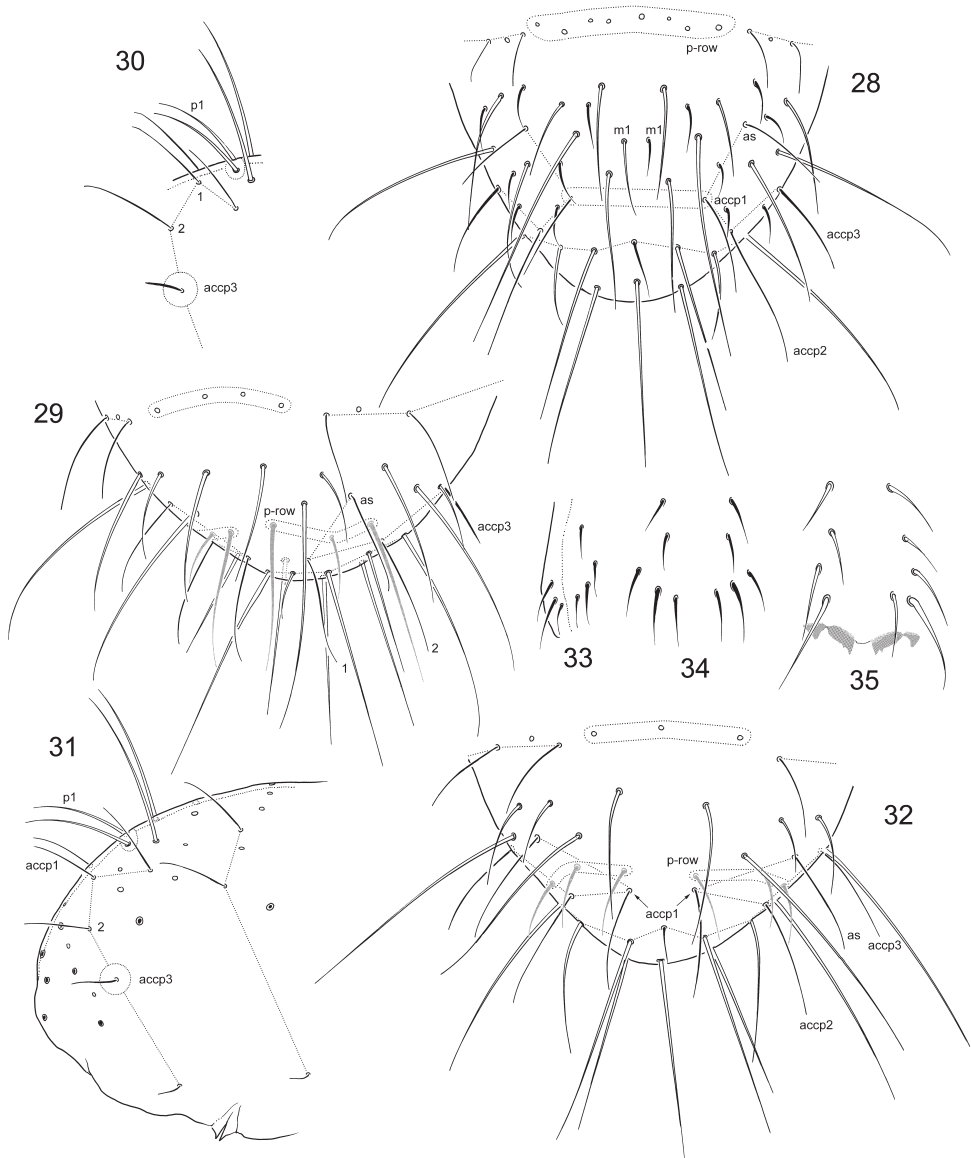 30
p1
1
2
accp3
28
p-row
m1 m1
as
accp1
accp3
accp2
29
p-row
as
accp3
1
2
33
34
35
31
p1
accp1
2
accp3
32
p-row
accp1
as
accp3
accp2